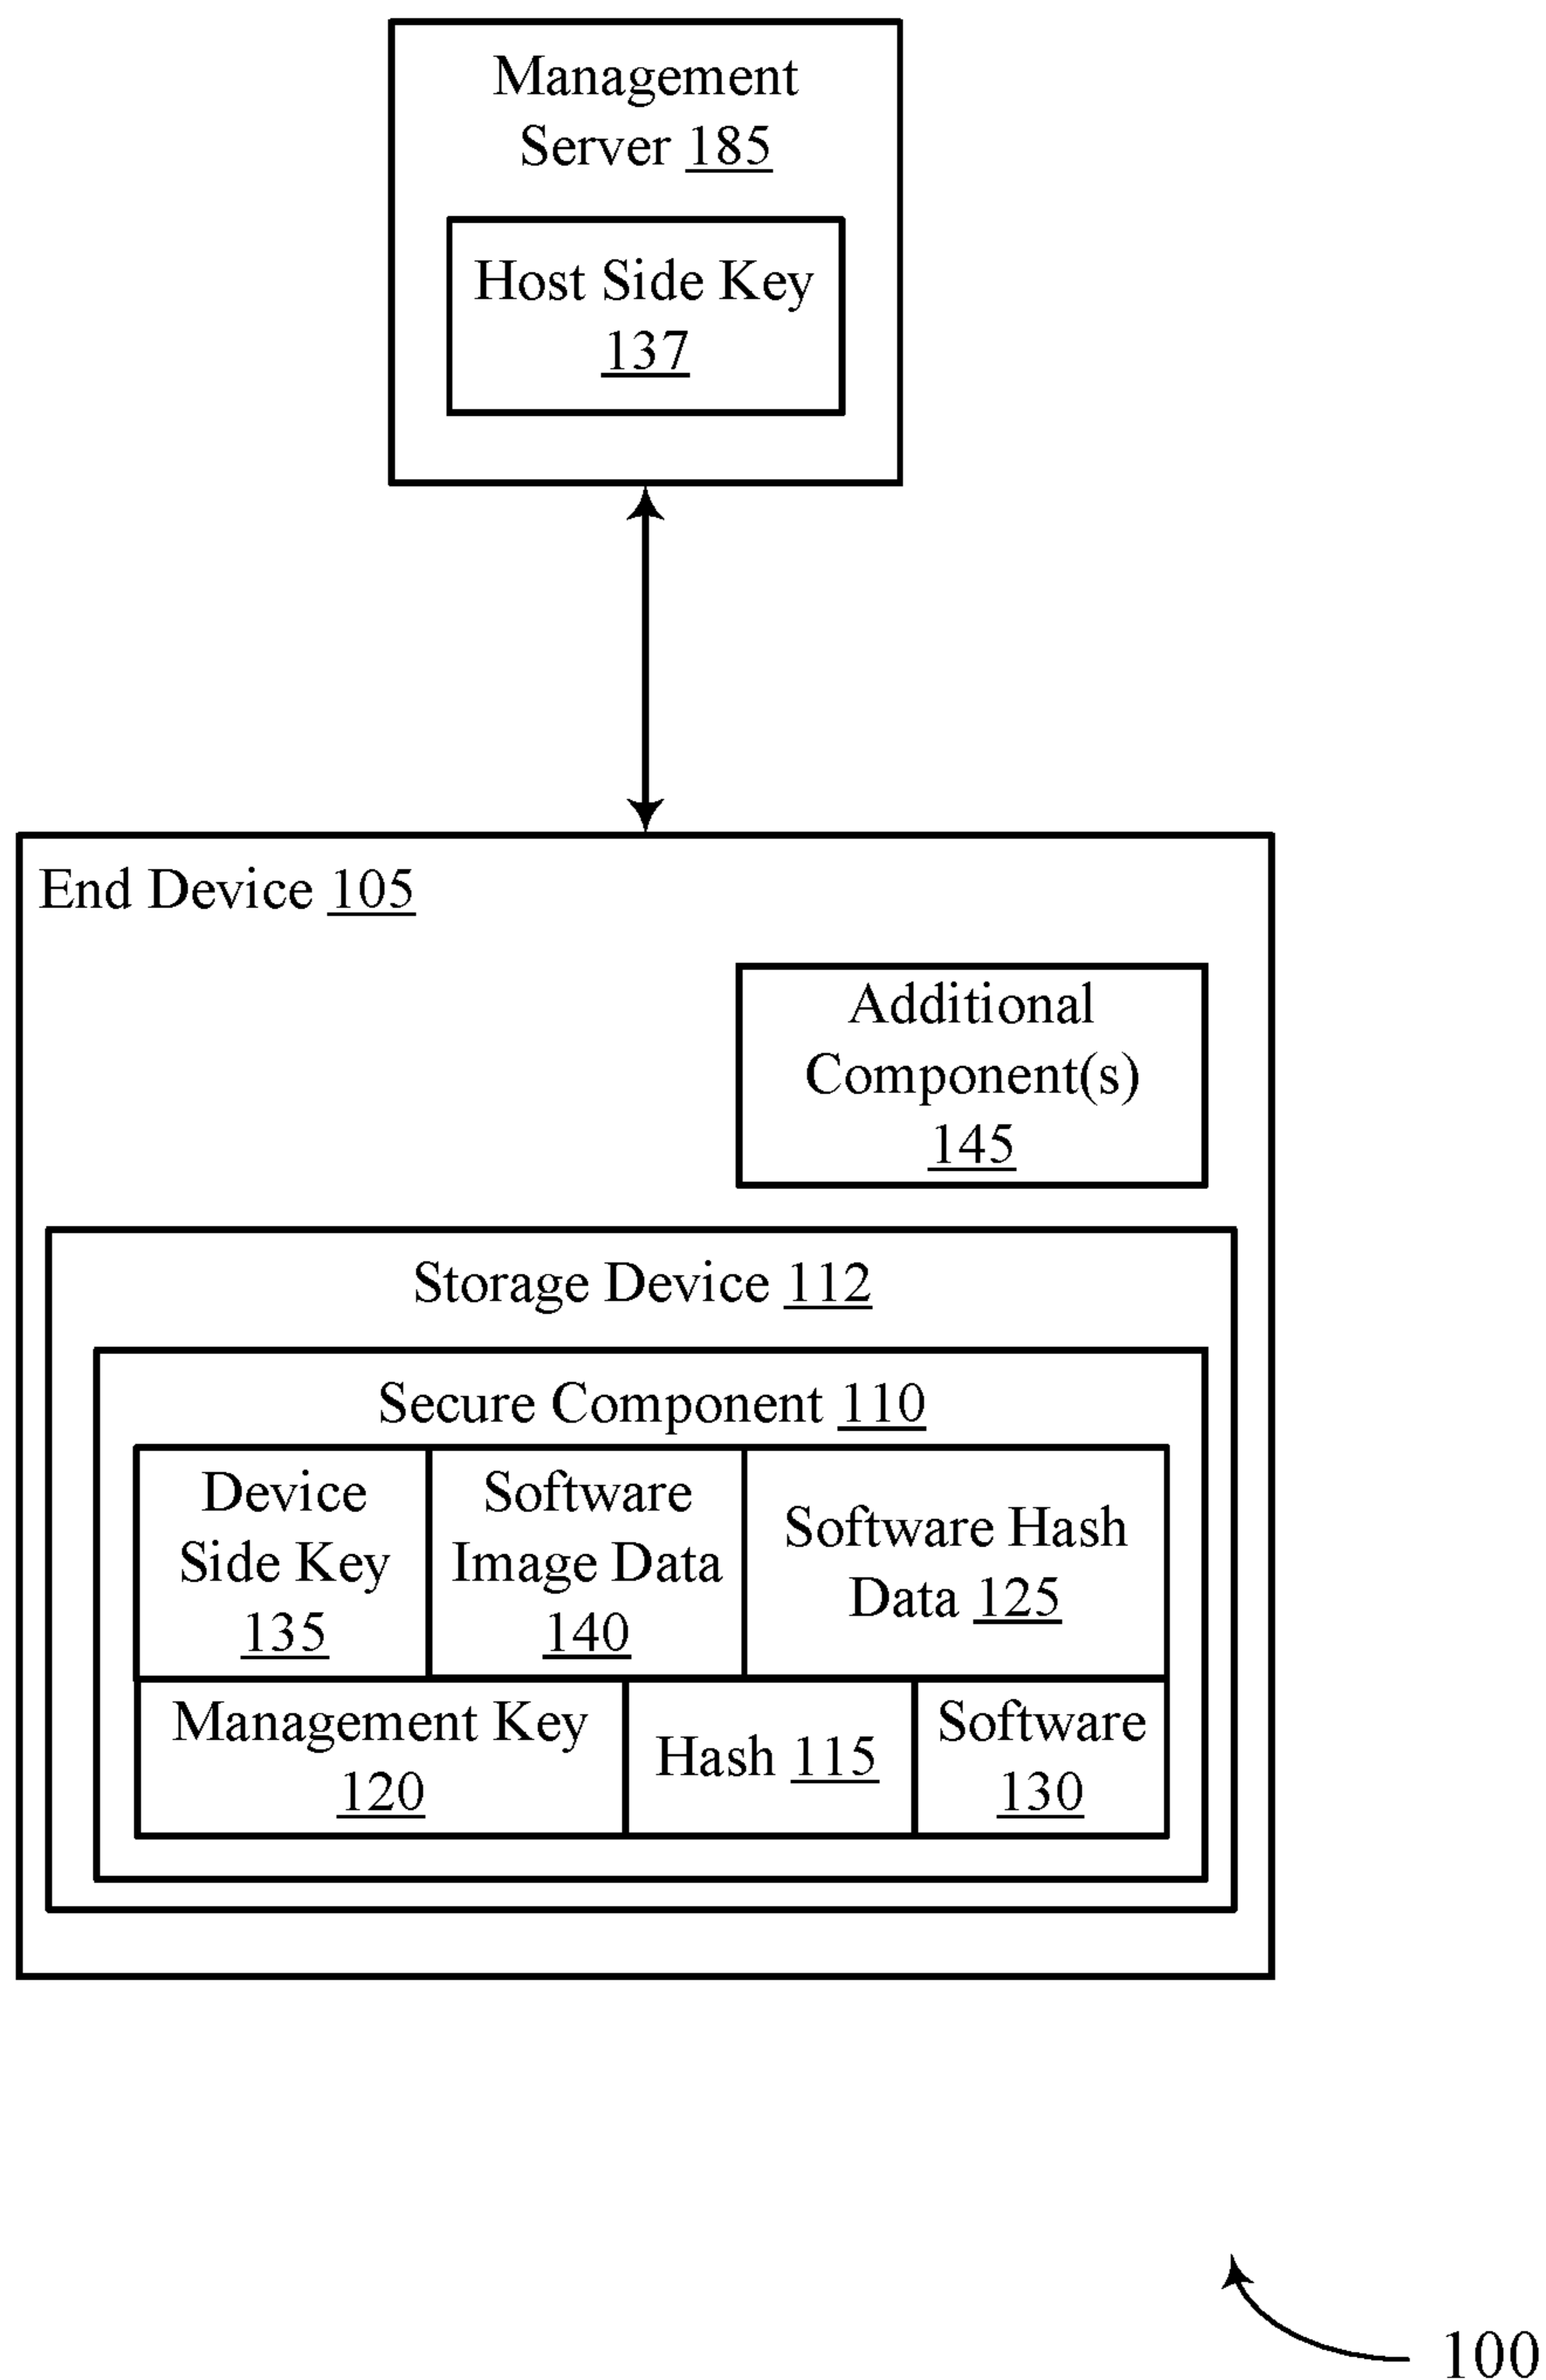 Management
Server 185
Host Side Key
137
End Device 105
Additional
Component(s)
145
Storage Device 112
Secure Component 110
Device
Side Key
135
Software
Image Data
140
Software Hash
Data 125
Management Key
120
Hash 115
Software
130
100